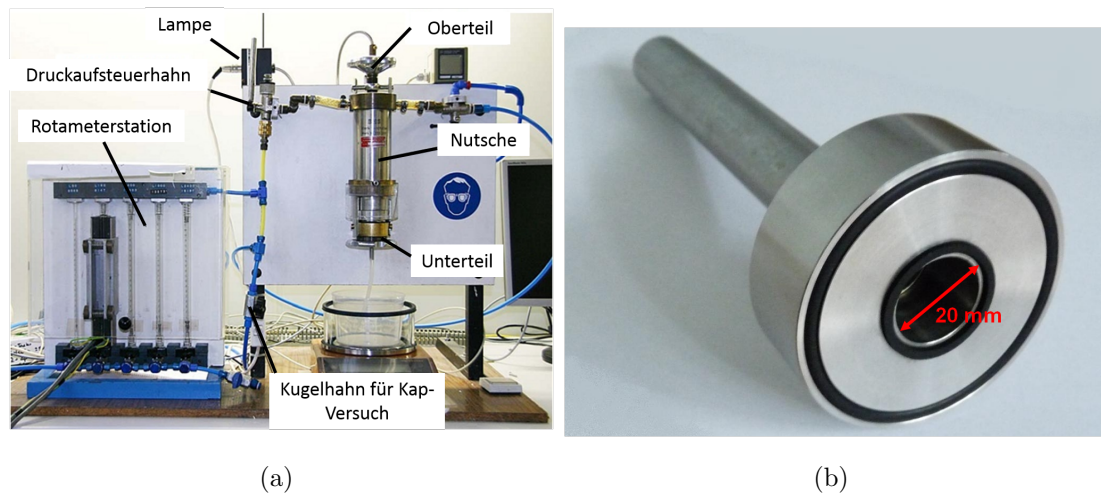 Lampe
Oberteil
Druckaufsteuerhahn
Rotameterstation
Nutsche
Unterteil
Kugelhahn für Kap-
Versuch
20 mm
(a)
(b)